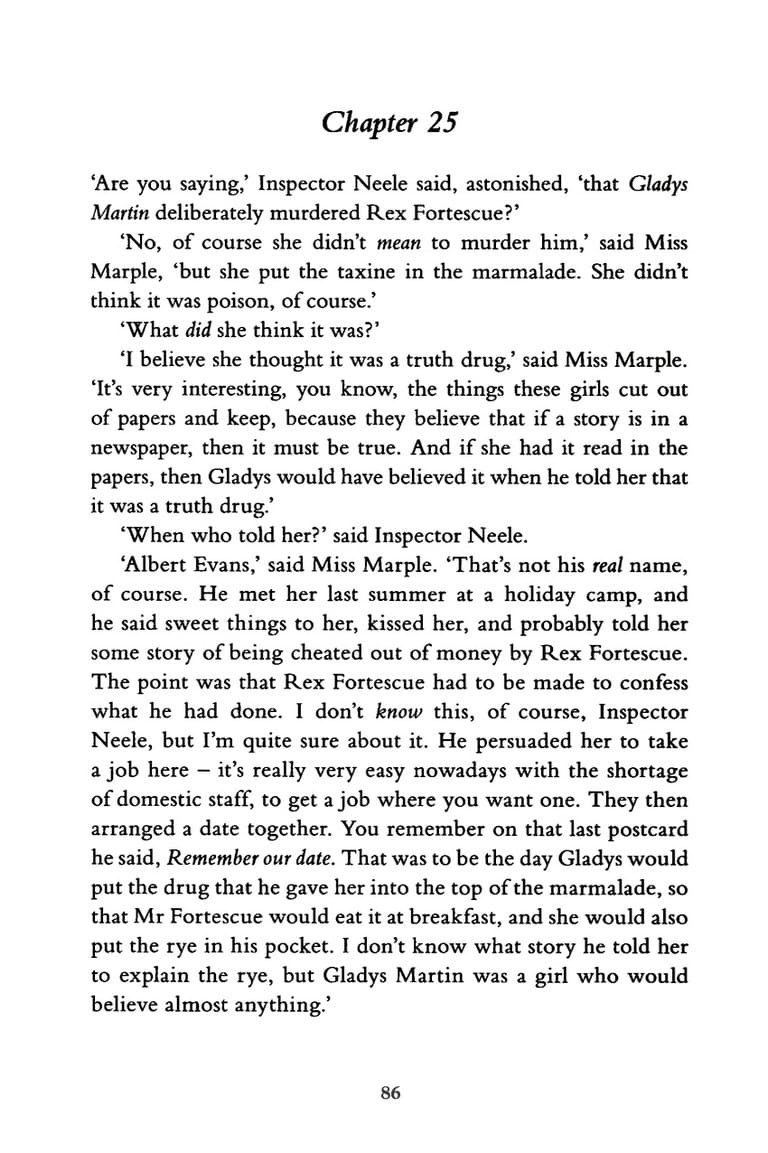 Chapter 25
‘Are you saying,’ Inspector Neele said, astonished, ‘that Gladys
Martin deliberately murdered Rex Fortescue?’
‘No, of course she didn’t mean to murder him,’ said Miss
Marple, ‘but she put the taxine in the marmalade. She didn’t
think it was poison, of course.’
‘What did she think it was?’
‘I believe she thought it was a truth drug,’ said Miss Marple.
‘It’s very interesting, you know, the things these girls cut out
of papers and keep, because they believe that if a story is in a
newspaper, then it must be true. And if she had it read in the
papers, then Gladys would have believed it when he told her that
it was a truth drug.’
‘When who told her?’ said Inspector Neele.
‘Albert Evans,’ said Miss Marple. ‘That’s not his real name,
of course. He met her last summer at a holiday camp, and
he said sweet things to her, kissed her, and probably told her
some story of being cheated out of money by Rex Fortescue.
The point was that Rex Fortescue had to be made to confess
what he had done. I don’t know this, of course, Inspector
Neele, but I’m quite sure about it. He persuaded her to take
a job here – it’s really very easy nowadays with the shortage
of domestic staff, to get a job where you want one. They then
arranged a date together. You remember on that last postcard
he said, Remember our date. That was to be the day Gladys would
put the drug that he gave her into the top of the marmalade, so
that Mr Fortescue would eat it at breakfast, and she would also
put the rye in his pocket. I don’t know what story he told her
to explain the rye, but Gladys Martin was a girl who would
believe almost anything.’
86